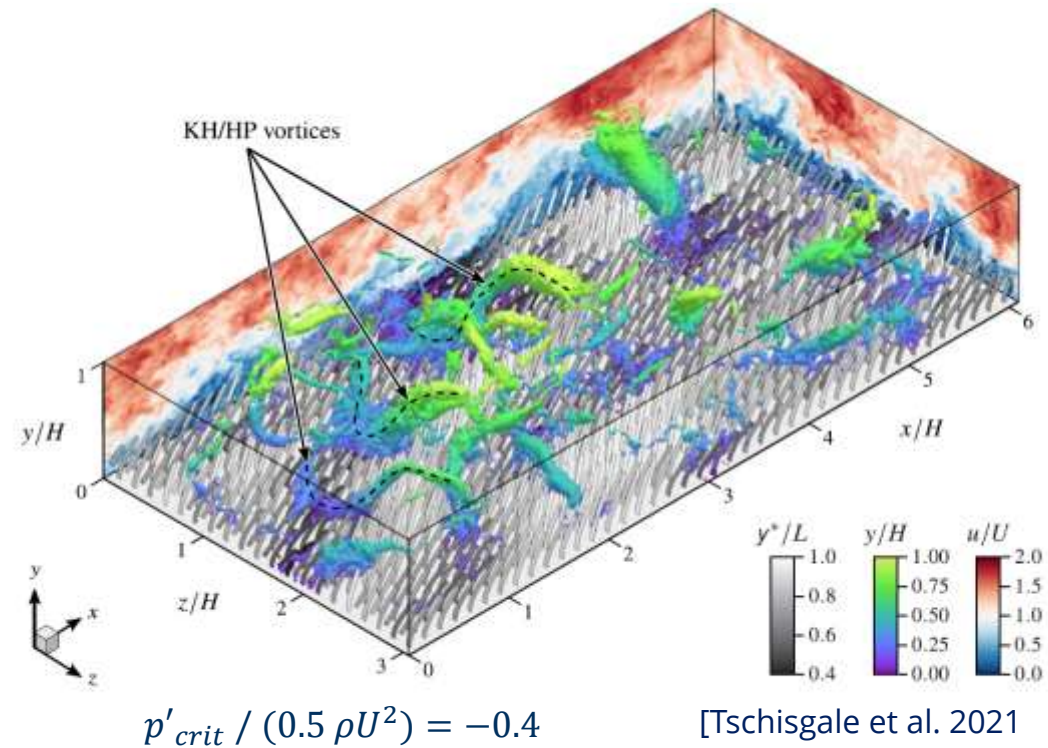 KH/HP vortices
1
y/H
0
1
z/H
2
3
0
1
2
3
4
5
6
x/H
y
x
z
y*/L
1.0
0.8
0.6
0.4
y/H
1.00
0.75
0.50
0.25
0.00
u/U
2.0
1.5
1.0
0.5
0.0
p'crit / (0.5 ρU²) = −0.4
[Tschisgale et al. 2021